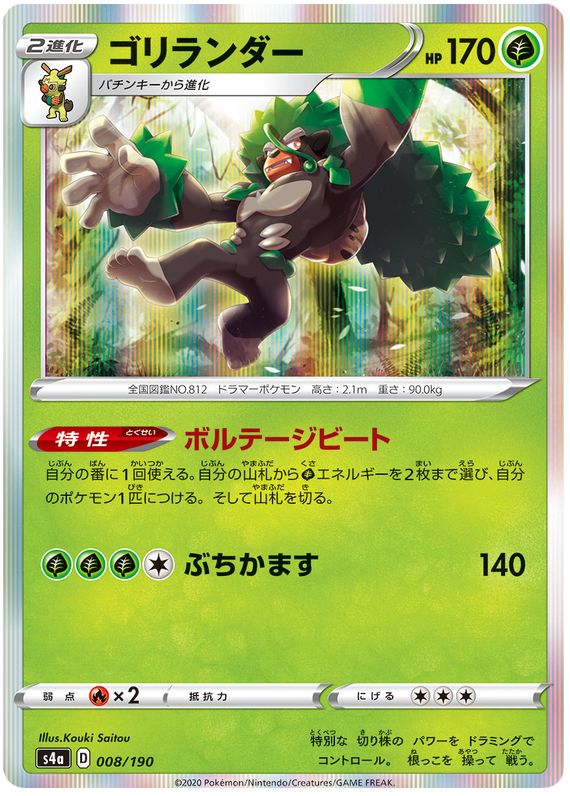 2進化
ゴリランダー
HP 170
バチンキーから進化
全国図鑑NO.812 ドラマーポケモン 高さ:2.1m 重さ:90.0kg
特性 とくせい
ボルテージビート
自分の番に1回使える。自分の山札からエネルギーを2枚まで選び、自分
のポケモン1匹につける。そして山札を切る。
ぶちかます 140
弱点 ×2 抵抗力 にげる
Illus.Kouki Saitou
s4a D 008/190
特別な 切り株の パワーを ドラミングで
コントロール。 根っこを 操って 戦う。
©2020 Pokémon/Nintendo/Creatures/GAME FREAK.